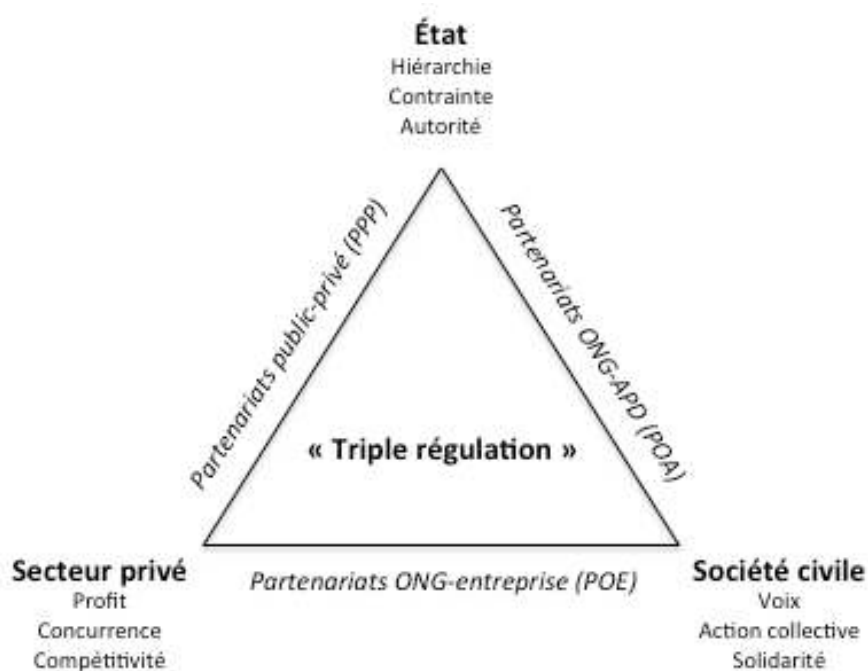 État
Hiérarchie
Contrainte
Autorité
Partenariats public-privé (PPP)
Partenariats ONG-APD (POA)
« Triple régulation »
Secteur privé
Profit
Concurrence
Compétitivité
Partenariats ONG-entreprise (POE)
Société civile
Voix
Action collective
Solidarité